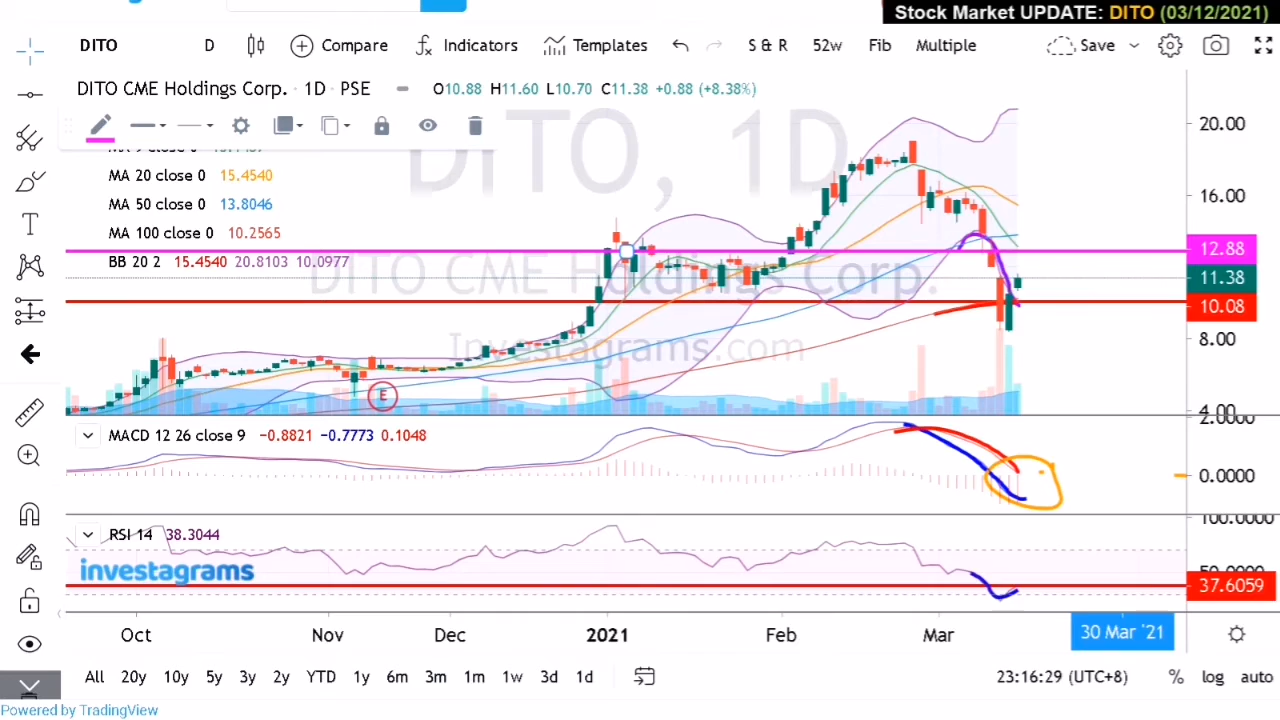 Stock Market UPDATE: DITO (03/12/2021)
DITO D Compare Indicators Templates S & R 52w Fib Multiple Save
DITO CME Holdings Corp. · 1D · PSE O10.88 H11.60 L10.70 C11.38 +0.88 (+8.38%)
DITO, 1D
20.00
MA 20 close 0 15.4540
MA 50 close 0 13.8046
16.00
MA 100 close 0 10.2565
12.88
BB 20 2 15.4540 20.8103 10.0977
DITO CME Holdings Corp.
11.38
10.08
8.00
Investagrams.com
E
4.00
2.0000
MACD 12 26 close 9 −0.8821 −0.7773 0.1048
0.0000
100.0000
RSI 14 38.3044
investagrams
50.0000
37.6059
Oct Nov Dec 2021 Feb Mar 30 Mar '21
All 20y 10y 5y 3y 2y YTD 1y 6m 3m 1m 1w 3d 1d 23:16:29 (UTC+8) % log auto
Powered by TradingView